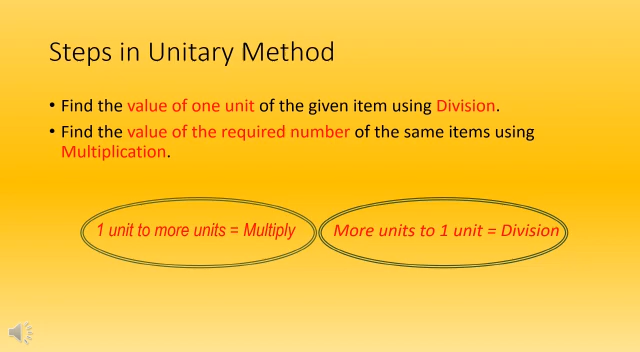 Steps in Unitary Method
• Find the value of one unit of the given item using Division.
• Find the value of the required number of the same items using
Multiplication.
1 unit to more units = Multiply
More units to 1 unit = Division